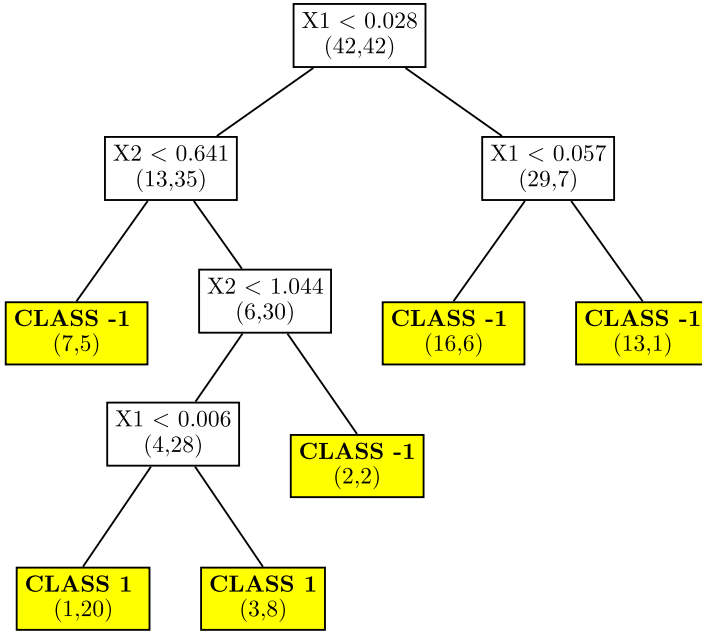 X1 < 0.028
(42,42)
X2 < 0.641
(13,35)
X1 < 0.057
(29,7)
X2 < 1.044
(6,30)
CLASS -1
(7,5)
CLASS -1
(16,6)
CLASS -1
(13,1)
X1 < 0.006
(4,28)
CLASS -1
(2,2)
CLASS 1
(1,20)
CLASS 1
(3,8)